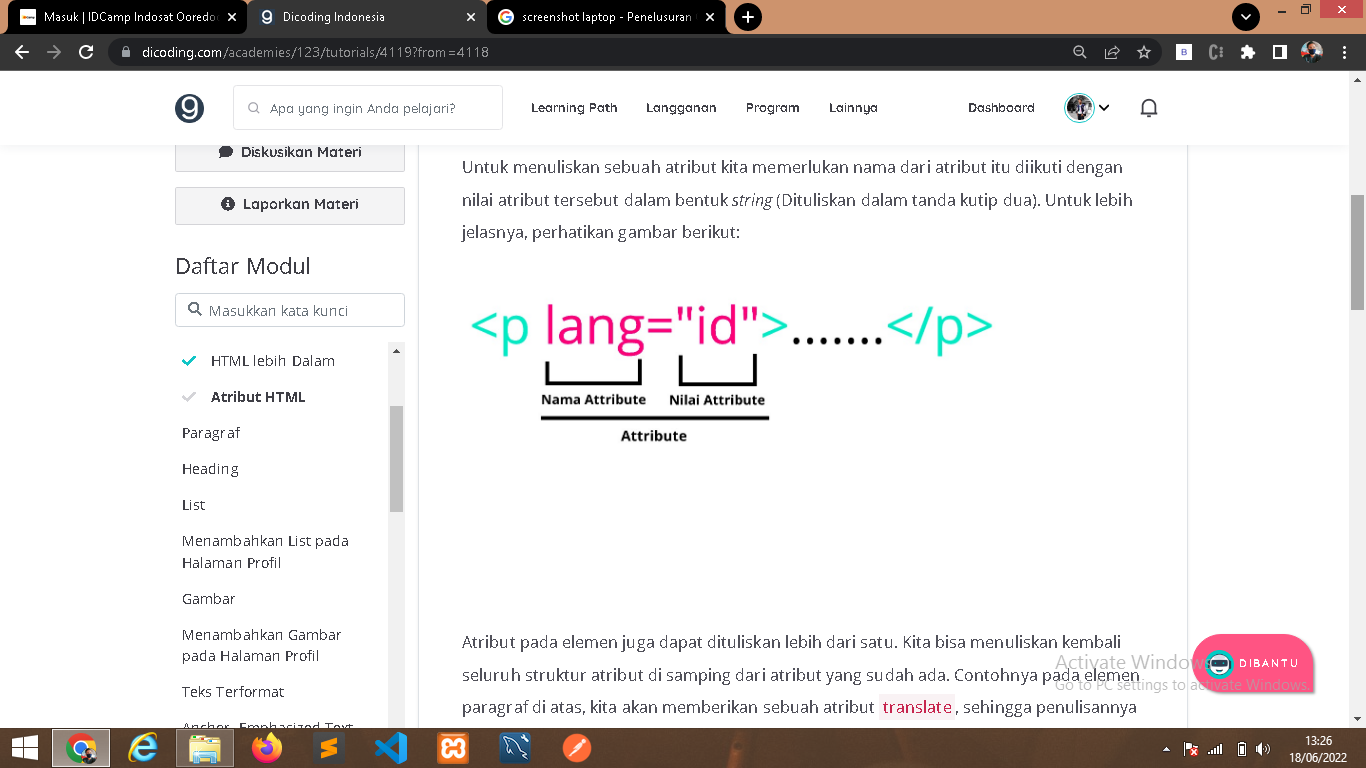 Masuk | IDCamp Indosat Ooredo
Dicoding Indonesia
screenshot laptop - Penelusuran
dicoding.com/academies/123/tutorials/4119?from=4118
Apa yang ingin Anda pelajari?
Learning Path
Langganan
Program
Lainnya
Dashboard
Diskusikan Materi
Laporkan Materi
Daftar Modul
Masukkan kata kunci
HTML lebih Dalam
Atribut HTML
Paragraf
Heading
List
Menambahkan List pada
Halaman Profil
Gambar
Menambahkan Gambar
pada Halaman Profil
Teks Terformat
Anchor, Emphasized Text
Untuk menuliskan sebuah atribut kita memerlukan nama dari atribut itu diikuti dengan
nilai atribut tersebut dalam bentuk string (Dituliskan dalam tanda kutip dua). Untuk lebih
jelasnya, perhatikan gambar berikut:
<p lang="id">.......</p>
Nama Attribute Nilai Attribute
Attribute
Atribut pada elemen juga dapat dituliskan lebih dari satu. Kita bisa menuliskan kembali
seluruh struktur atribut di samping dari atribut yang sudah ada. Contohnya pada elemen
paragraf di atas, kita akan memberikan sebuah atribut translate, sehingga penulisannya
DIBANTU
Activate Windows
Go to PC settings to activate Windows.
13:26
18/06/2022